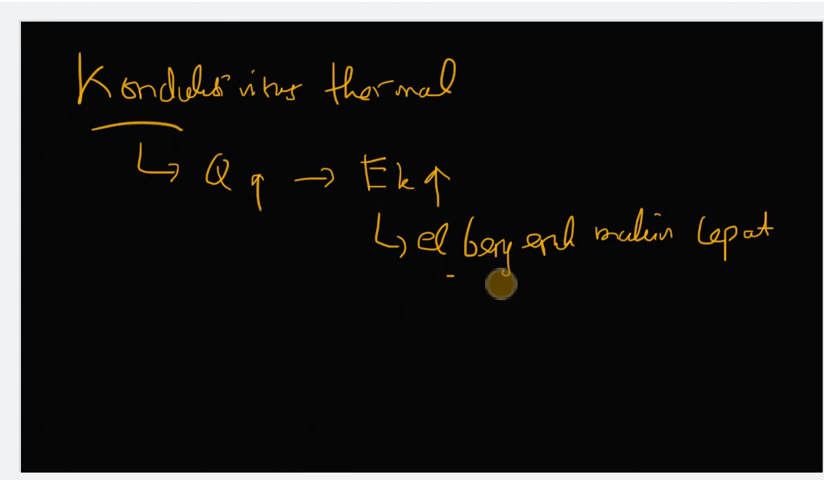 Konduktivitas thermal
↳ Q ↑ → Ek ↑
↳ el bergerak makin cepat